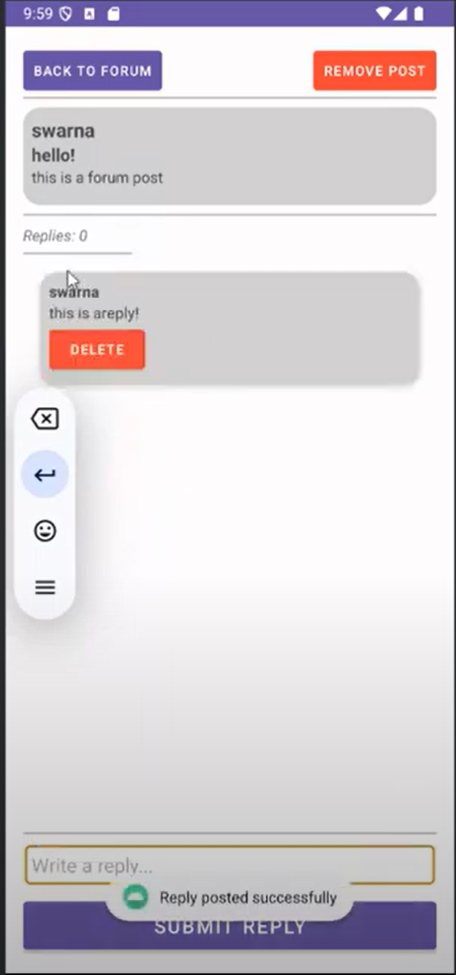 9:59
BACK TO FORUM REMOVE POST
swarna
hello!
this is a forum post
Replies: 0
swarna
this is areply!
DELETE
Write a reply...
Reply posted successfully
SUBMIT REPLY